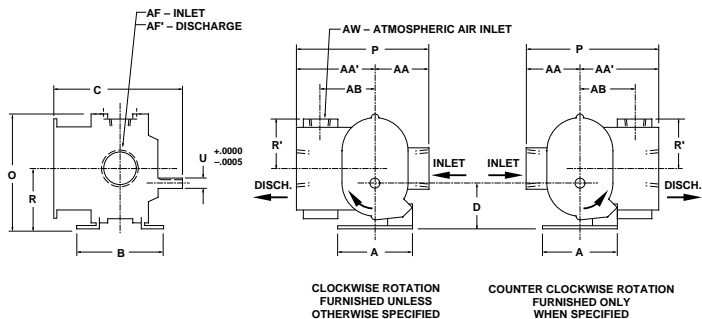 AF – INLET
AF' – DISCHARGE
C
O
R
B
U +.0000
–.0005
AW – ATMOSPHERIC AIR INLET
P
AA' AA
AB
R'
INLET
DISCH.
D
A
CLOCKWISE ROTATION
FURNISHED UNLESS
OTHERWISE SPECIFIED
P
AA AA'
AB
R'
INLET
DISCH.
A
COUNTER CLOCKWISE ROTATION
FURNISHED ONLY
WHEN SPECIFIED